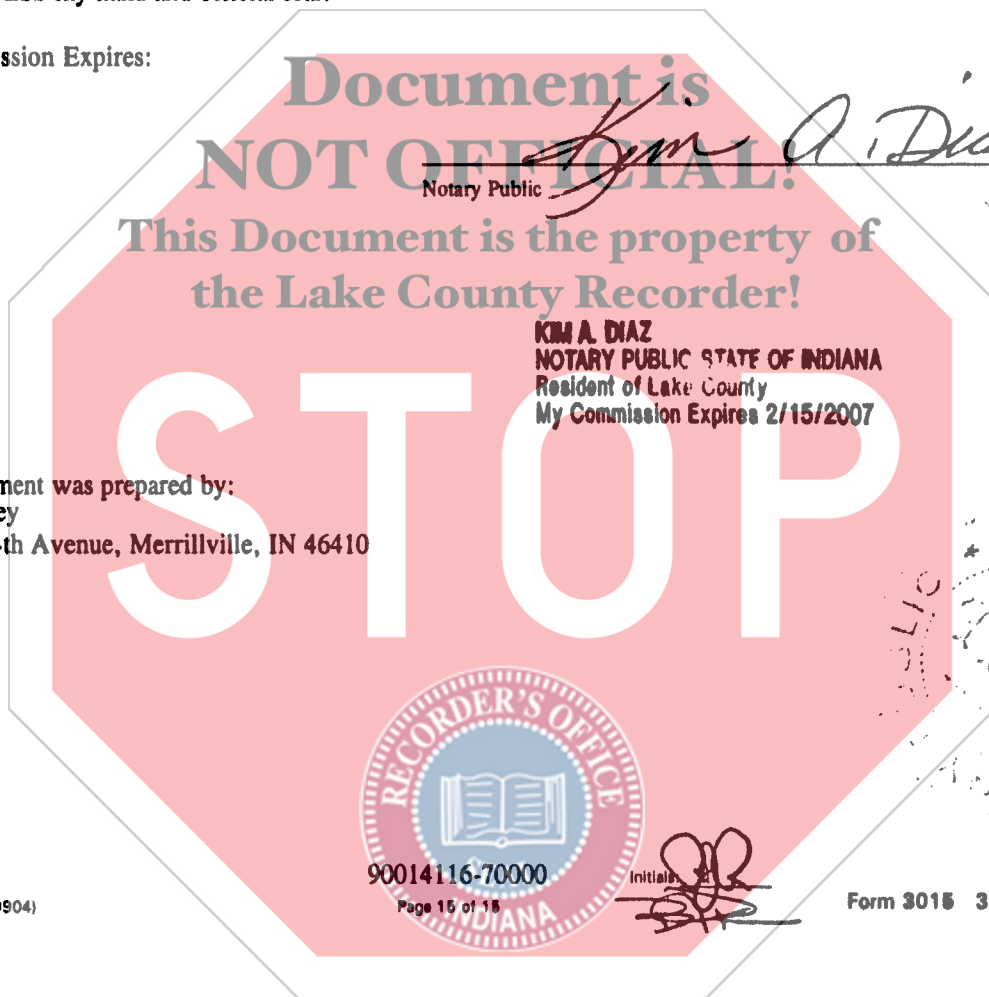 ssion Expires:
Document is
NOT OFFICIAL!
Kim A. Diaz
Notary Public
This Document is the property of
the Lake County Recorder!
KIM A. DIAZ
NOTARY PUBLIC STATE OF INDIANA
Resident of Lake County
My Commission Expires 2/15/2007
STOP
ment was prepared by:
ey
th Avenue, Merrillville, IN 46410
RECORDER'S OFFICE
90014116-70000
Initials
904)
Page 15 of 15
Form 3015 3
INDIANA